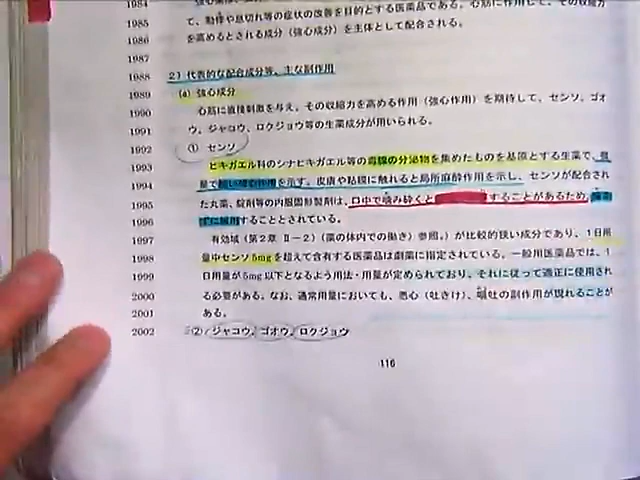 1984
1985 て、動悸や息切れ等の症状の改善を目的とする医薬品である。心筋に作用して、その収縮力
1986 を高めるとされる成分（強心成分）を主体として配合される。
1987
1988 2）代表的な配合成分等、主な副作用
1989 (a) 強心成分
1990 心筋に直接刺激を与え、その収縮力を高める作用（強心作用）を期待して、センソ、ゴオ
1991 ウ、ジャコウ、ロクジョウ等の生薬成分が用いられる。
1992 ① センソ
1993 ヒキガエル科のシナヒキガエル等の毒腺の分泌物を集めたものを基原とする生薬で、微
1994 量で強い強心作用を示す。皮膚や粘膜に触れると局所麻酔作用を示し、センソが配合され
1995 た丸薬、錠剤等の内服固形製剤は、口中で噛み砕くと することがあるため、
1996 に服用することとされている。
1997 有効域（第2章 Ⅱ－2）（薬の体内での働き）参照。）が比較的狭い成分であり、1日用
1998 量中センソ5mgを超えて含有する医薬品は劇薬に指定されている。一般用医薬品では、1
1999 日用量が5mg以下となるよう用法・用量が定められており、それに従って適正に使用され
2000 る必要がある。なお、通常用量においても、悪心（吐きけ）、嘔吐の副作用が現れることが
2001 ある。
2002 ② ジャコウ、ゴオウ、ロクジョウ
116